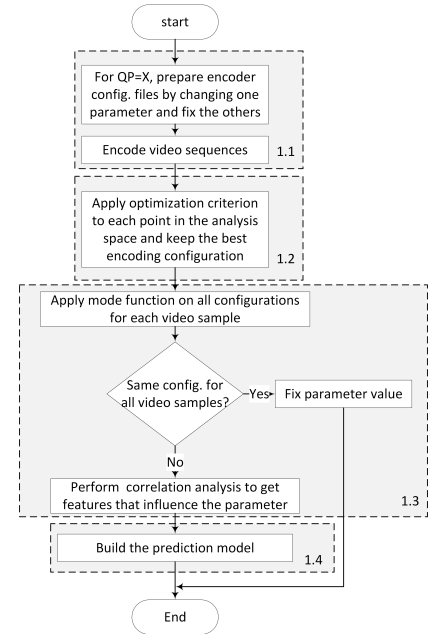 start
For QP=X, prepare encoder
config. files by changing one
parameter and fix the others
Encode video sequences
1.1
Apply optimization criterion
to each point in the analysis
space and keep the best
encoding configuration
1.2
Apply mode function on all configurations
for each video sample
Same config. for
all video samples?
Yes
Fix parameter value
No
Perform correlation analysis to get
features that influence the parameter
1.3
Build the prediction model
1.4
End